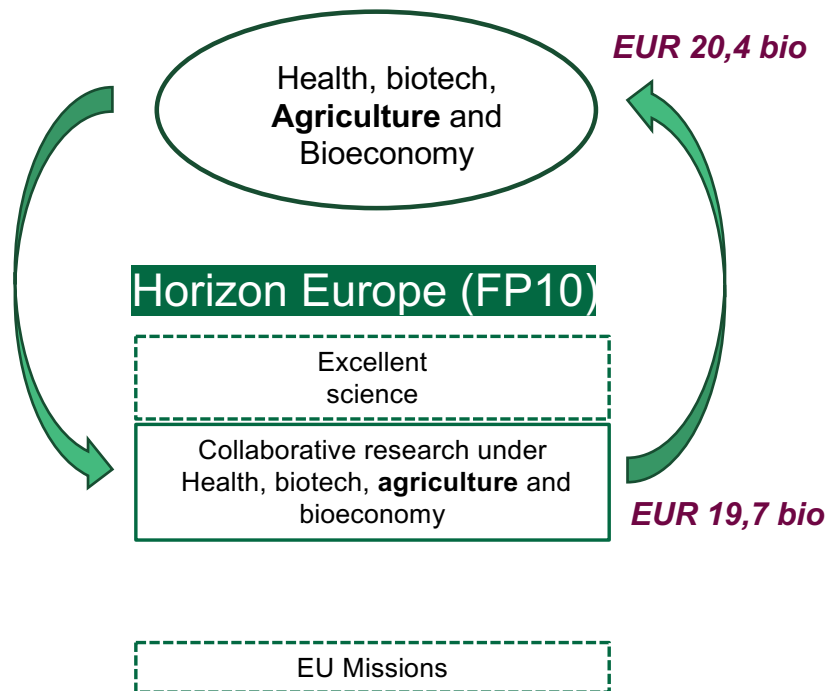 EUR 20,4 bio
Health, biotech,
Agriculture and
Bioeconomy
Horizon Europe (FP10)
Excellent
science
Collaborative research under
Health, biotech, agriculture and
bioeconomy
EUR 19,7 bio
EU Missions